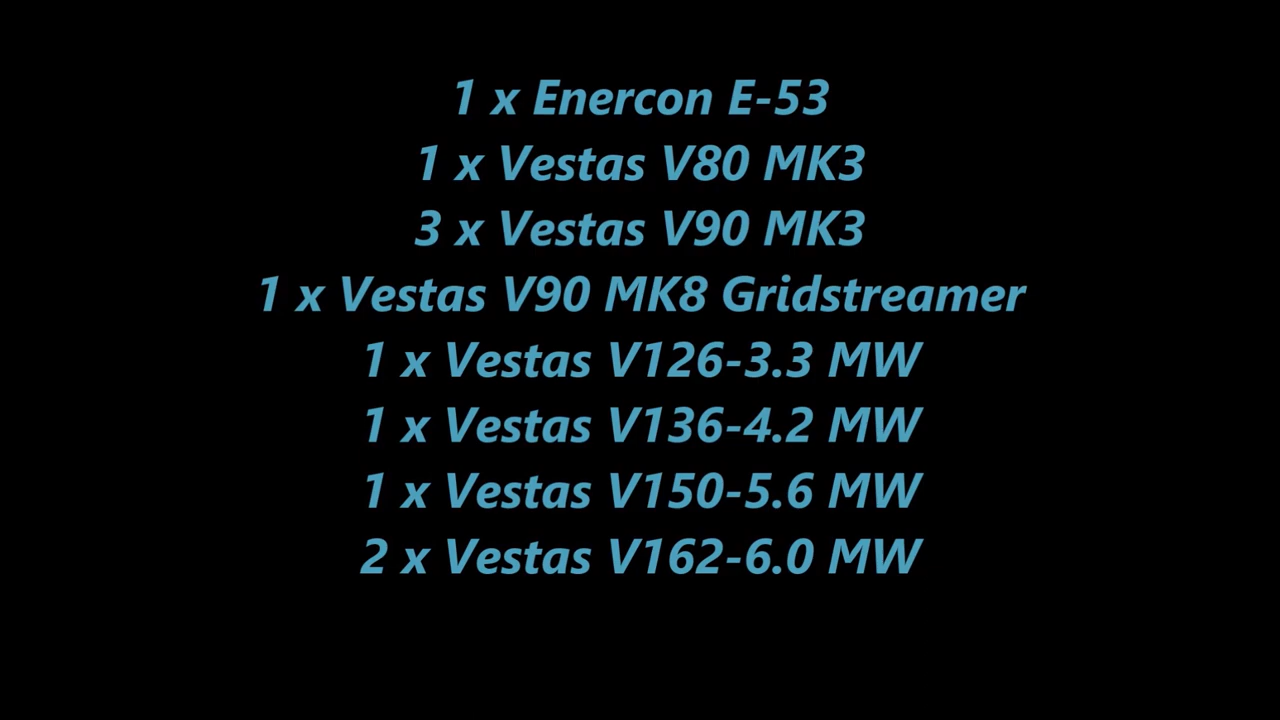 1 x Enercon E-53
1 x Vestas V80 MK3
3 x Vestas V90 MK3
1 x Vestas V90 MK8 Gridstreamer
1 x Vestas V126-3.3 MW
1 x Vestas V136-4.2 MW
1 x Vestas V150-5.6 MW
2 x Vestas V162-6.0 MW